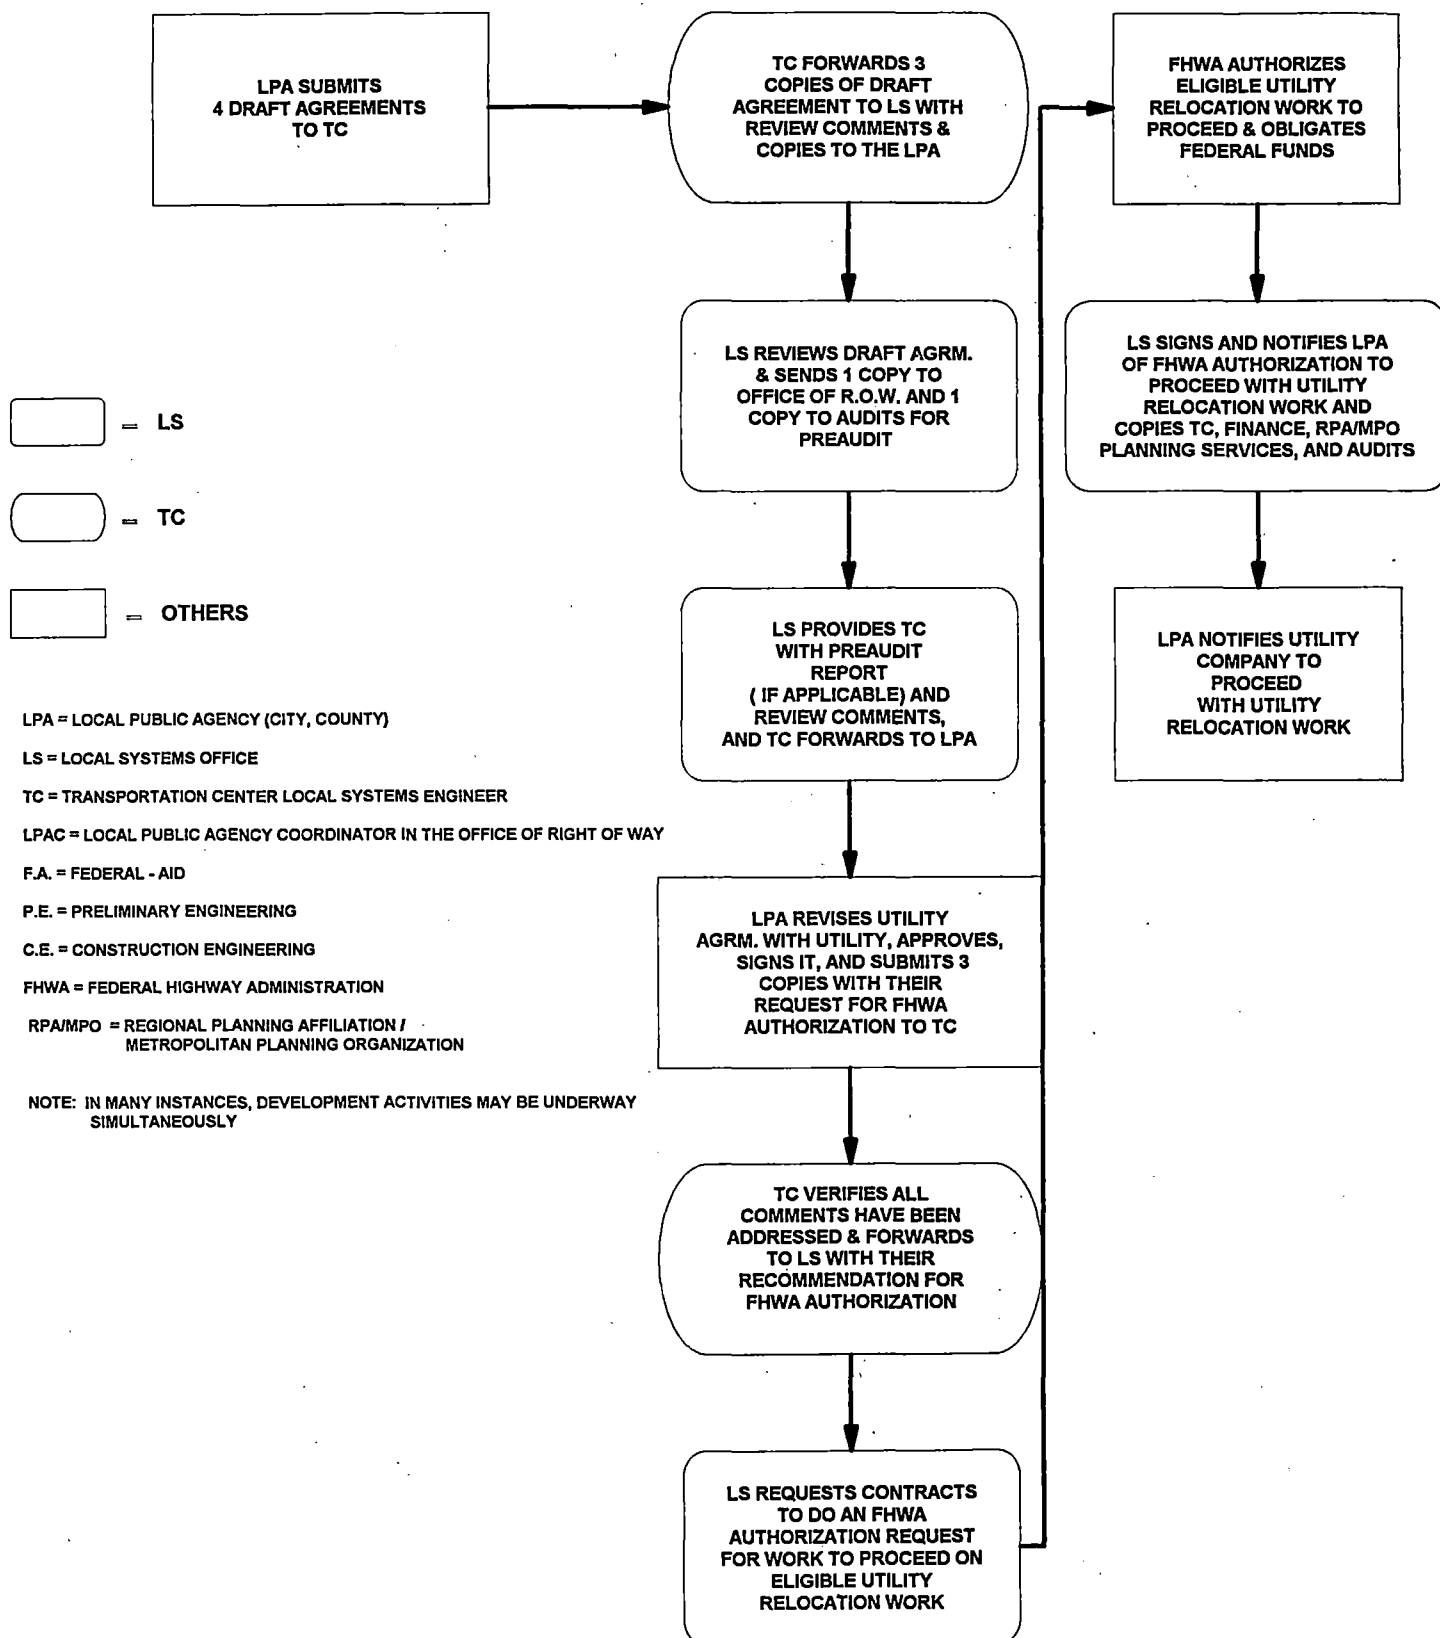 LPA SUBMITS
4 DRAFT AGREEMENTS
TO TC
TC FORWARDS 3
COPIES OF DRAFT
AGREEMENT TO LS WITH
REVIEW COMMENTS &
COPIES TO THE LPA
LS REVIEWS DRAFT AGRM.
& SENDS 1 COPY TO
OFFICE OF R.O.W. AND 1
COPY TO AUDITS FOR
PREAUDIT
LS PROVIDES TC
WITH PREAUDIT
REPORT
( IF APPLICABLE) AND
REVIEW COMMENTS,
AND TC FORWARDS TO LPA
LPA REVISES UTILITY
AGRM. WITH UTILITY, APPROVES,
SIGNS IT, AND SUBMITS 3
COPIES WITH THEIR
REQUEST FOR FHWA
AUTHORIZATION TO TC
TC VERIFIES ALL
COMMENTS HAVE BEEN
ADDRESSED & FORWARDS
TO LS WITH THEIR
RECOMMENDATION FOR
FHWA AUTHORIZATION
LS REQUESTS CONTRACTS
TO DO AN FHWA
AUTHORIZATION REQUEST
FOR WORK TO PROCEED ON
ELIGIBLE UTILITY
RELOCATION WORK
FHWA AUTHORIZES
ELIGIBLE UTILITY
RELOCATION WORK TO
PROCEED & OBLIGATES
FEDERAL FUNDS
LS SIGNS AND NOTIFIES LPA
OF FHWA AUTHORIZATION TO
PROCEED WITH UTILITY
RELOCATION WORK AND
COPIES TC, FINANCE, RPA/MPO
PLANNING SERVICES, AND AUDITS
LPA NOTIFIES UTILITY
COMPANY TO
PROCEED
WITH UTILITY
RELOCATION WORK
= LS
= TC
= OTHERS
LPA = LOCAL PUBLIC AGENCY (CITY, COUNTY)
LS = LOCAL SYSTEMS OFFICE
TC = TRANSPORTATION CENTER LOCAL SYSTEMS ENGINEER
LPAC = LOCAL PUBLIC AGENCY COORDINATOR IN THE OFFICE OF RIGHT OF WAY
F.A. = FEDERAL - AID
P.E. = PRELIMINARY ENGINEERING
C.E. = CONSTRUCTION ENGINEERING
FHWA = FEDERAL HIGHWAY ADMINISTRATION
RPA/MPO = REGIONAL PLANNING AFFILIATION /
METROPOLITAN PLANNING ORGANIZATION
NOTE: IN MANY INSTANCES, DEVELOPMENT ACTIVITIES MAY BE UNDERWAY
SIMULTANEOUSLY